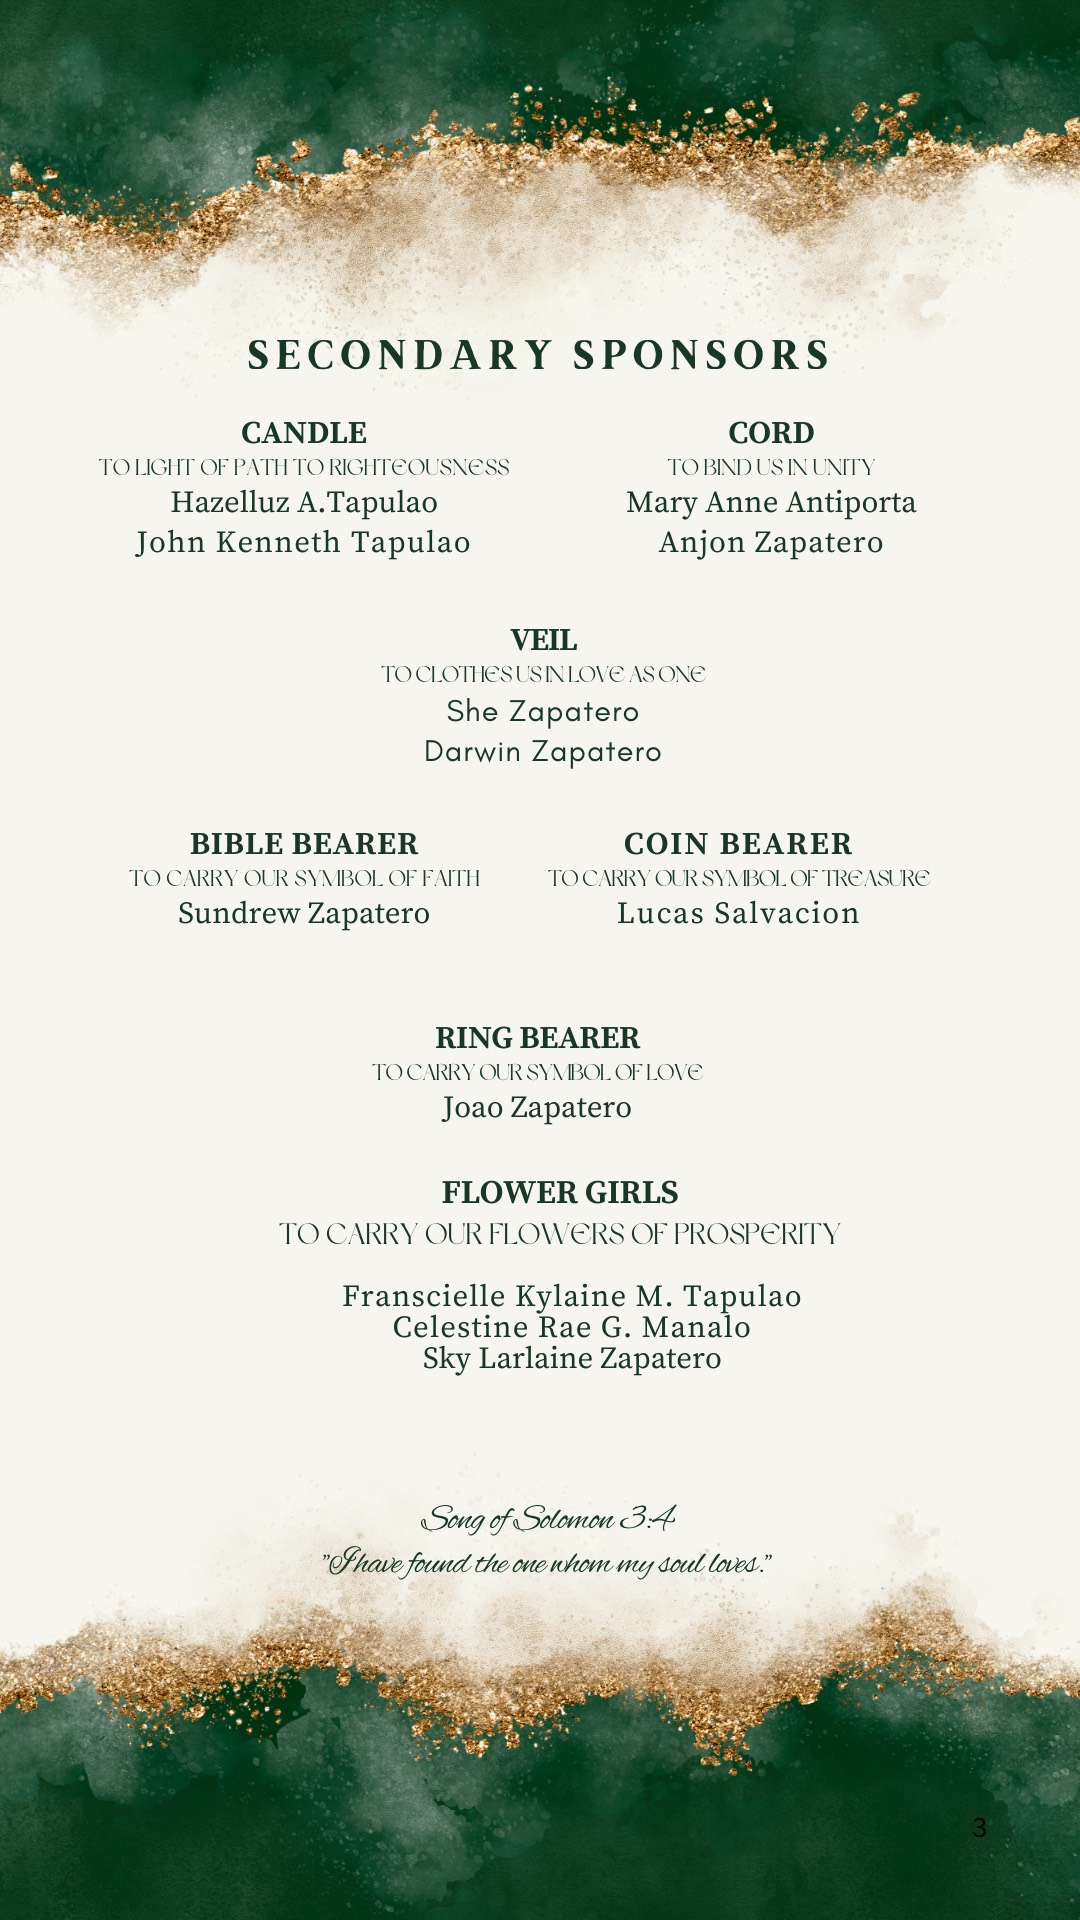 SECONDARY SPONSORS
CANDLE
TO LIGHT OF PATH TO RIGHTEOUSNESS
Hazelluz A.Tapulao
John Kenneth Tapulao
CORD
TO BIND US IN UNITY
Mary Anne Antiporta
Anjon Zapatero
VEIL
TO CLOTHES US IN LOVE AS ONE
She Zapatero
Darwin Zapatero
BIBLE BEARER
TO CARRY OUR SYMBOL OF FAITH
Sundrew Zapatero
COIN BEARER
TO CARRY OUR SYMBOL OF TREASURE
Lucas Salvacion
RING BEARER
TO CARRY OUR SYMBOL OF LOVE
Joao Zapatero
FLOWER GIRLS
TO CARRY OUR FLOWERS OF PROSPERITY
Franscielle Kylaine M. Tapulao
Celestine Rae G. Manalo
Sky Larlaine Zapatero
Song of Solomon 3:4
"I have found the one whom my soul loves."
3